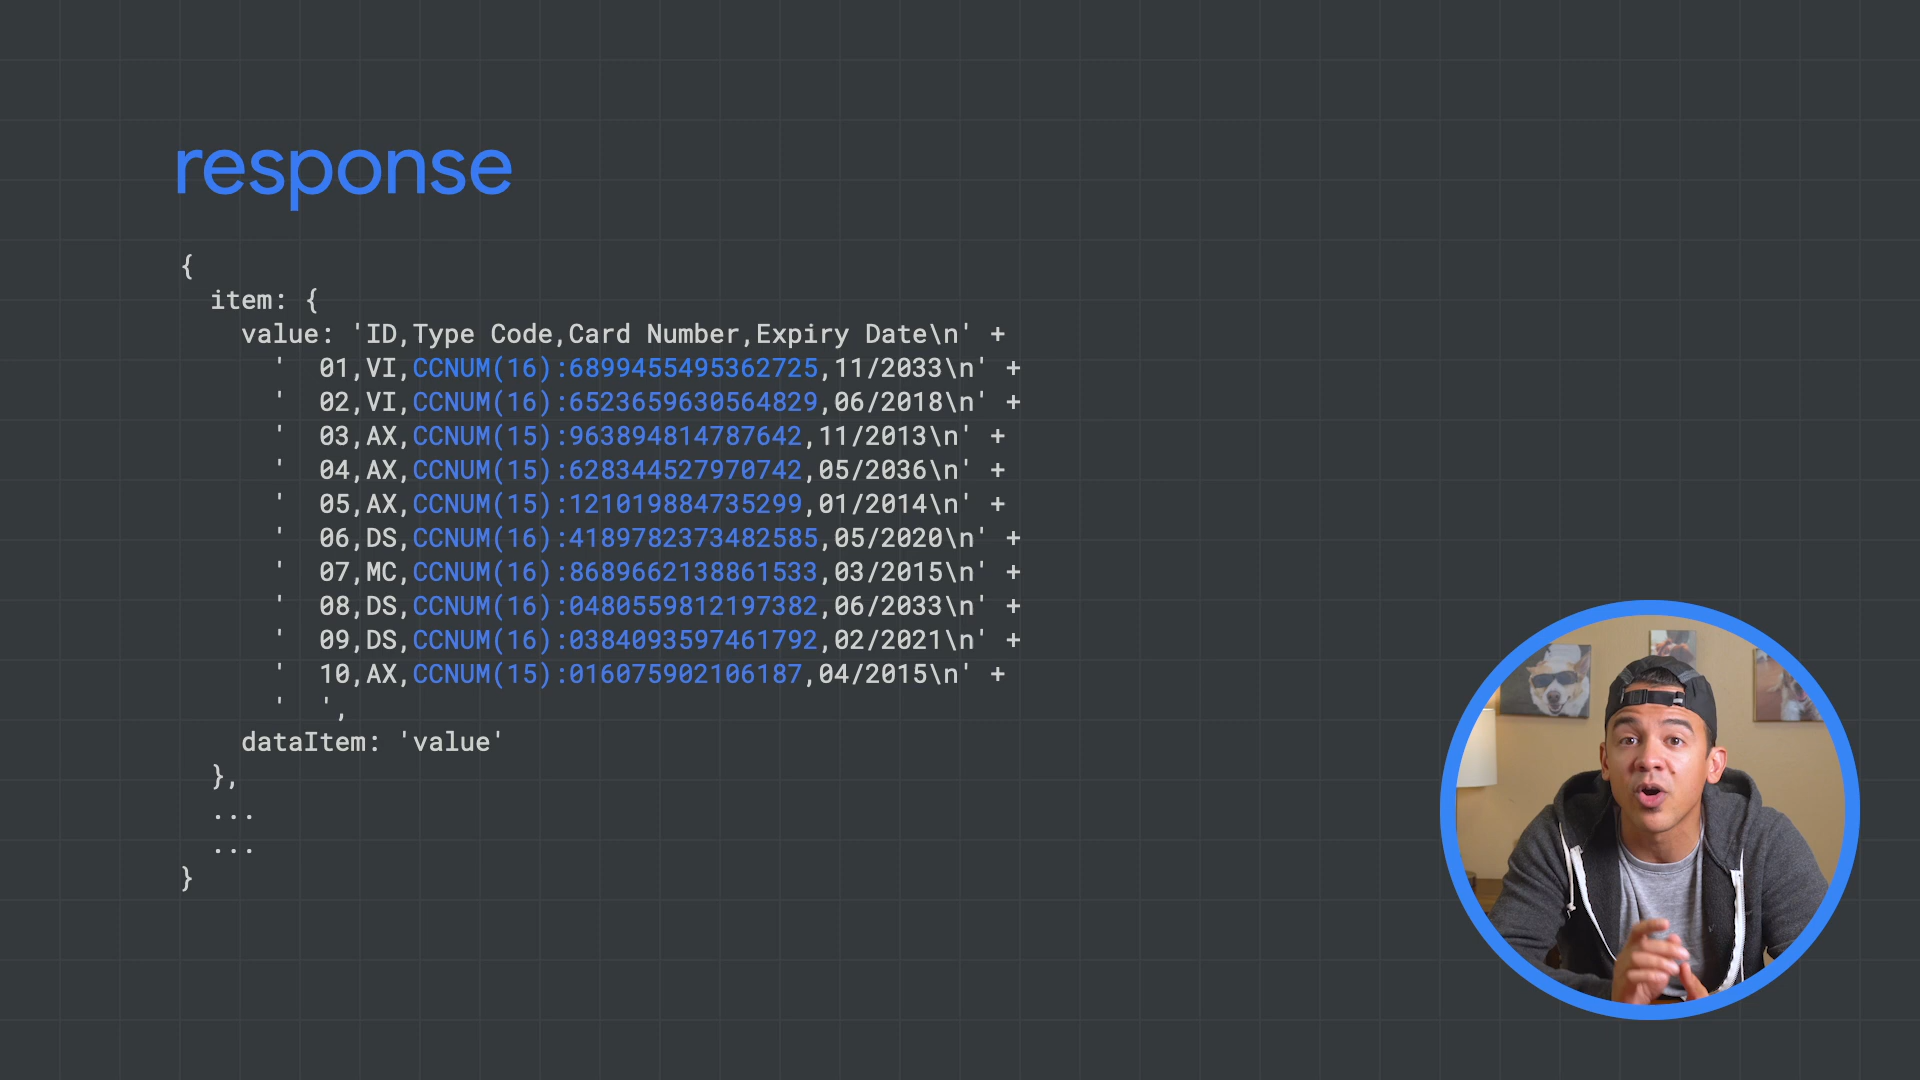 response
{
item: {
value: 'ID,Type Code,Card Number,Expiry Date\n' +
' 01,VI,CCNUM(16):6899455495362725,11/2033\n' +
' 02,VI,CCNUM(16):6523659630564829,06/2018\n' +
' 03,AX,CCNUM(15):963894814787642,11/2013\n' +
' 04,AX,CCNUM(15):628344527970742,05/2036\n' +
' 05,AX,CCNUM(15):121019884735299,01/2014\n' +
' 06,DS,CCNUM(16):4189782373482585,05/2020\n' +
' 07,MC,CCNUM(16):8689662138861533,03/2015\n' +
' 08,DS,CCNUM(16):0480559812197382,06/2033\n' +
' 09,DS,CCNUM(16):0384093597461792,02/2021\n' +
' 10,AX,CCNUM(15):016075902106187,04/2015\n' +
' ',
dataItem: 'value'
},
...
...
}